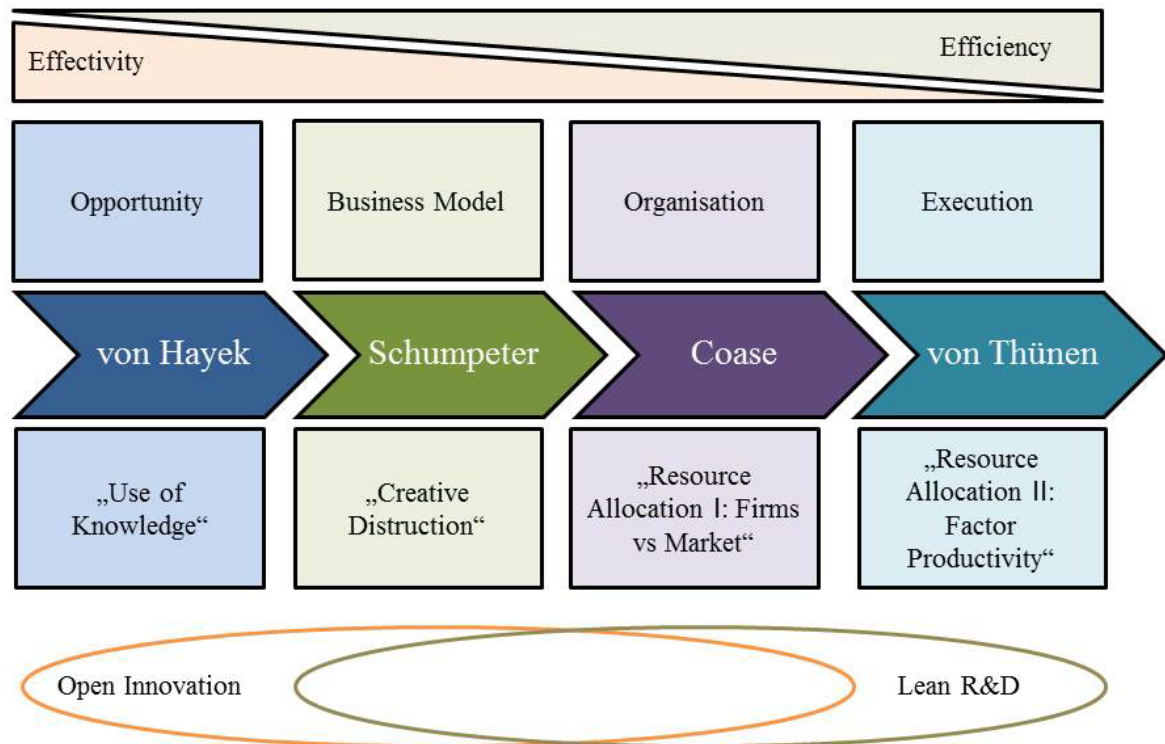 Effectivity
Efficiency
Opportunity
Business Model
Organisation
Execution
von Hayek
Schumpeter
Coase
von Thünen
„Use of
Knowledge“
„Creative
Distruction“
„Resource
Allocation I: Firms
vs Market“
„Resource
Allocation II:
Factor
Productivity“
Open Innovation
Lean R&D